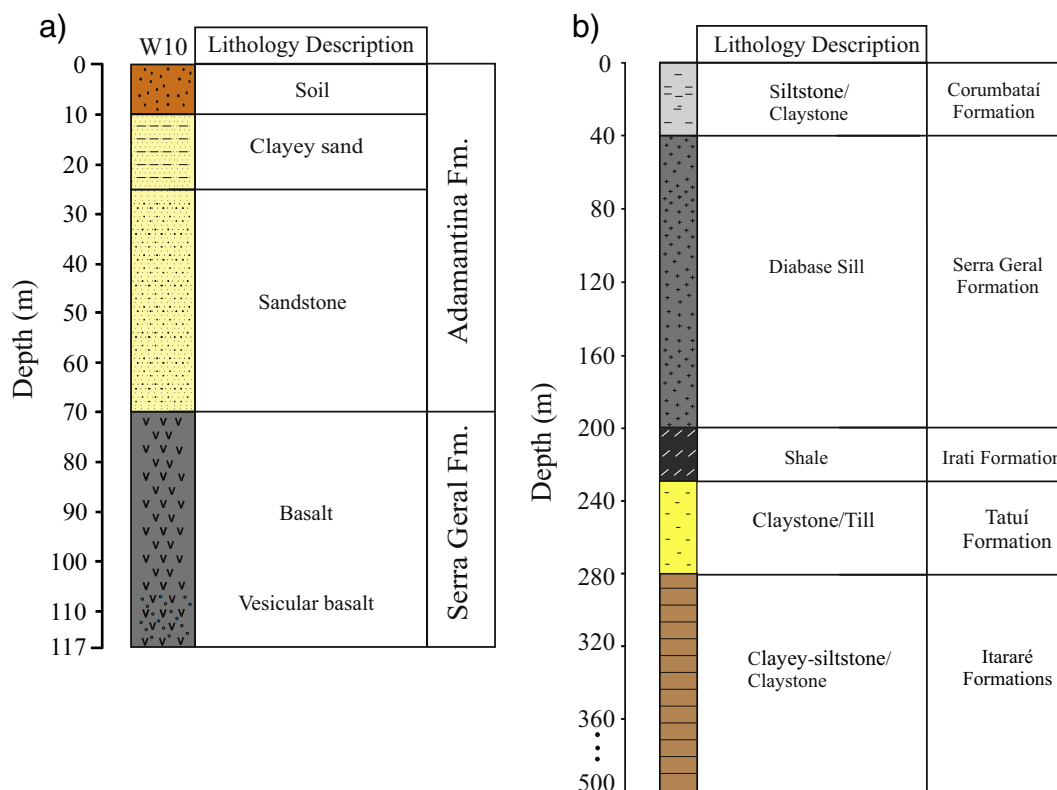 a)
W10
Lithology Description
Depth (m)
0
10
20
30
40
50
60
70
80
90
100
110
117
Soil
Clayey sand
Sandstone
Basalt
Vesicular basalt
Adamantina Fm.
Serra Geral Fm.
b)
Lithology Description
Depth (m)
0
40
80
120
160
200
240
280
320
360
500
Siltstone/
Claystone
Corumbataí
Formation
Diabase Sill
Serra Geral
Formation
Shale
Irati Formation
Claystone/Till
Tatuí
Formation
Clayey-siltstone/
Claystone
Itararé
Formations